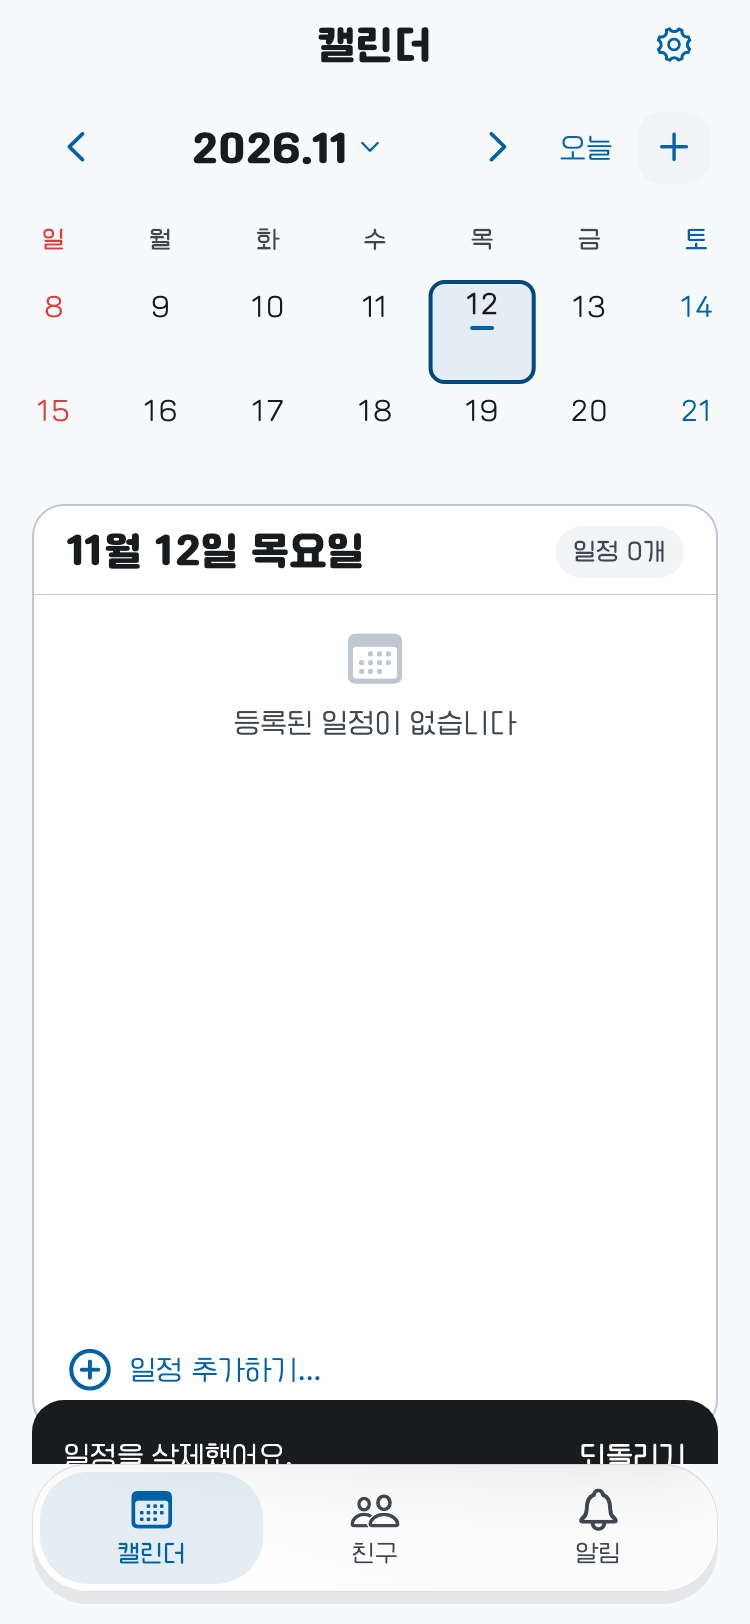 캘린더
2026.11
오늘
일 월 화 수 목 금 토
8 9 10 11 12 13 14
15 16 17 18 19 20 21
11월 12일 목요일
일정 0개
등록된 일정이 없습니다
일정 추가하기...
일정을 삭제했어요. 되돌리기
캘린더 친구 알림